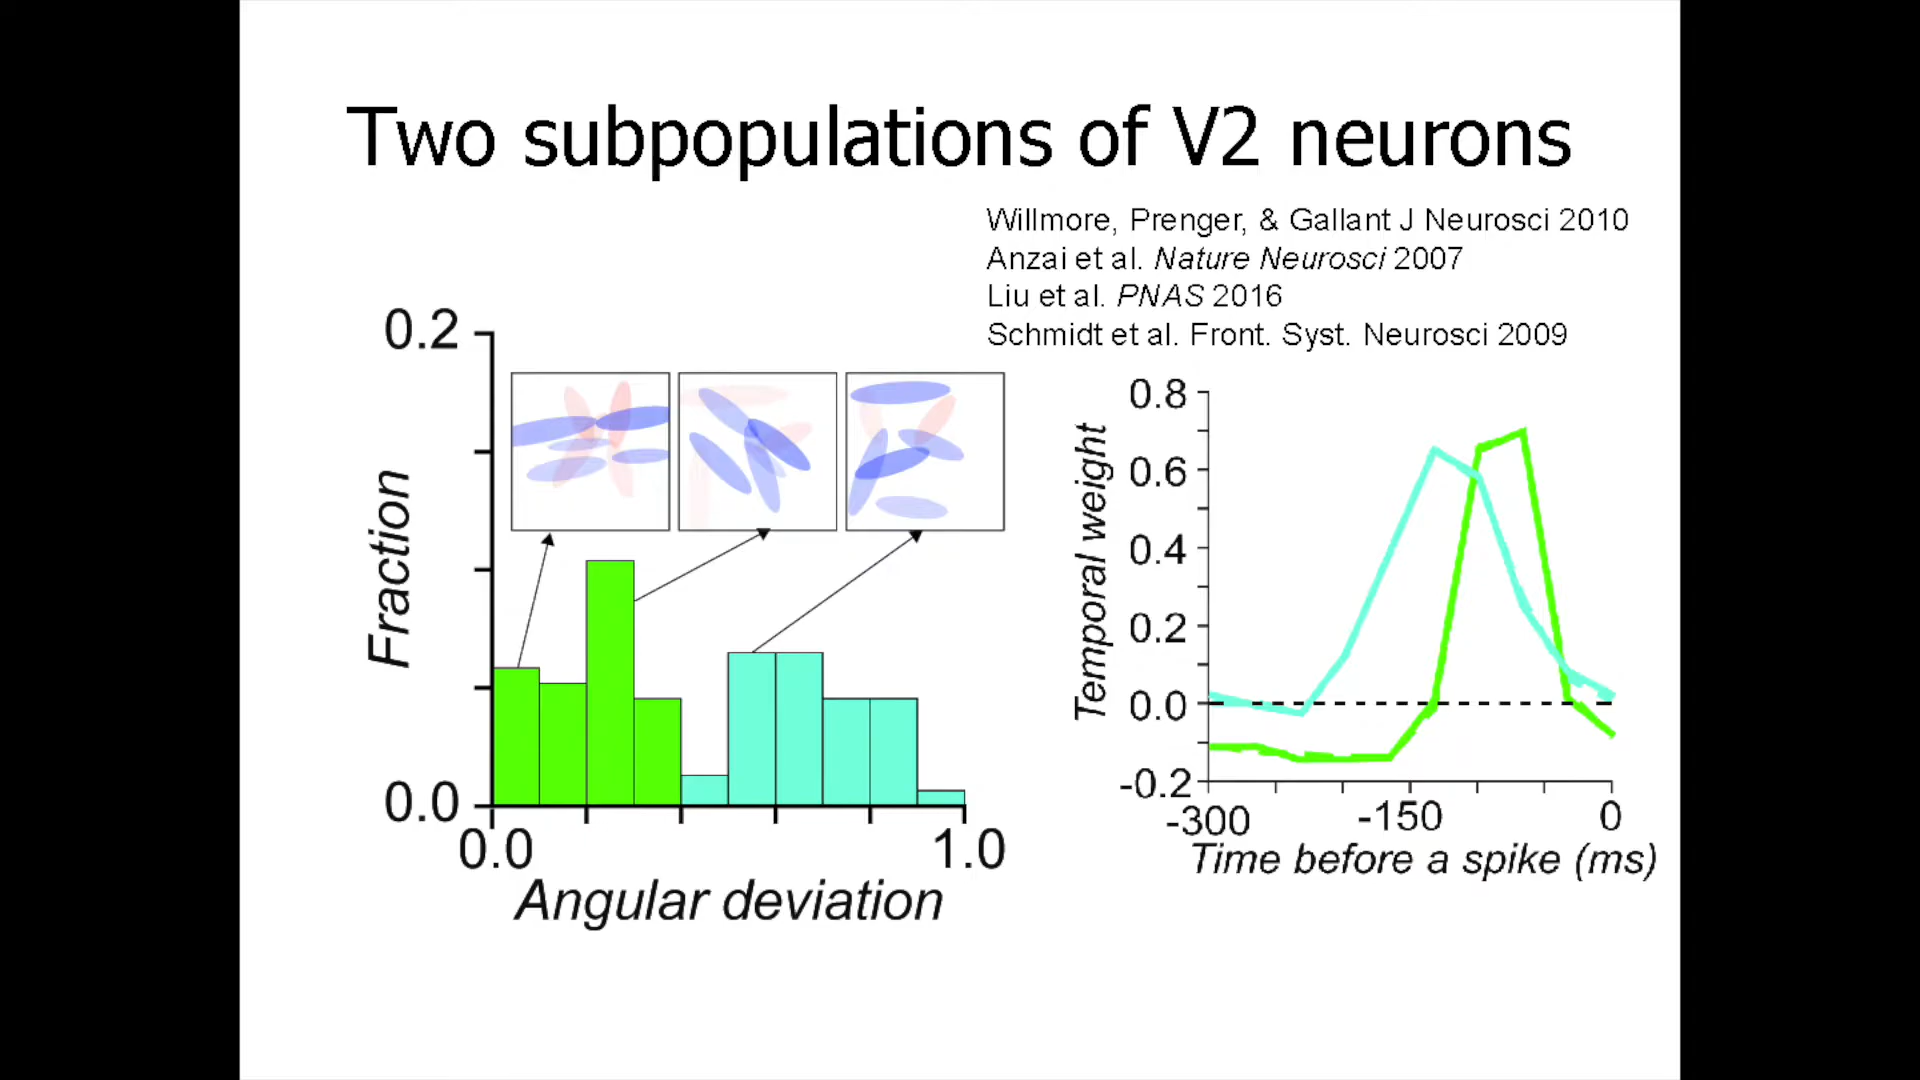 Two subpopulations of V2 neurons
Willmore, Prenger, & Gallant J Neurosci 2010
Anzai et al. Nature Neurosci 2007
Liu et al. PNAS 2016
Schmidt et al. Front. Syst. Neurosci 2009
0.2
Fraction
0.0
0.0
1.0
Angular deviation
Temporal weight
0.8
0.6
0.4
0.2
0.0
-0.2
-300
-150
0
Time before a spike (ms)